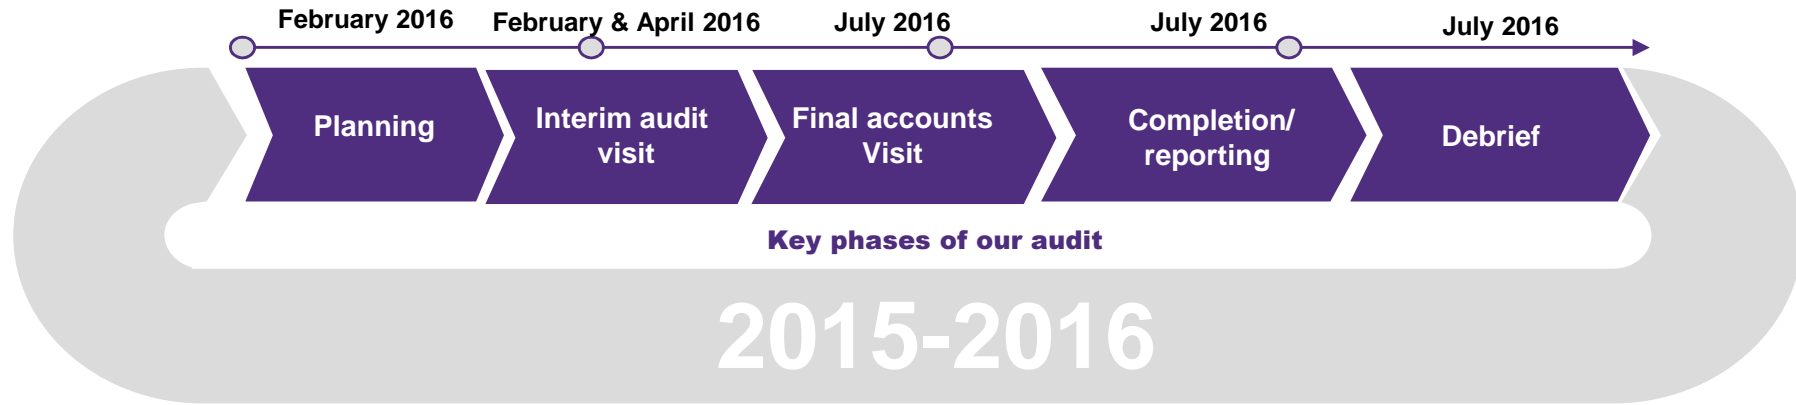 February 2016
February & April 2016
July 2016
July 2016
July 2016
Planning
Interim audit
visit
Final accounts
Visit
Completion/
reporting
Debrief
Key phases of our audit
2015-2016